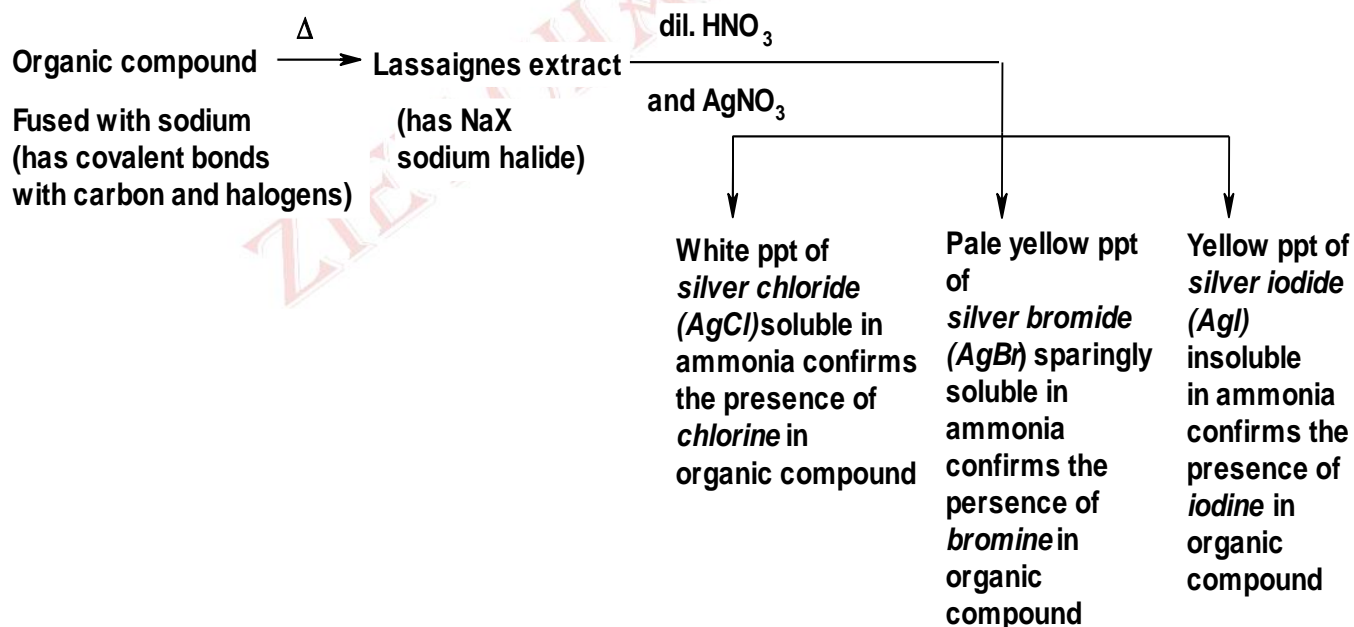 Δ
dil. HNO3
Organic compound
Lassaignes extract
and AgNO3
Fused with sodium
(has covalent bonds
with carbon and halogens)
(has NaX
sodium halide)
White ppt of
silver chloride
(AgCl)soluble in
ammonia confirms
the presence of
chlorine in
organic compound
Pale yellow ppt
of
silver bromide
(AgBr) sparingly
soluble in
ammonia
confirms the
persence of
bromine in
organic
compound
Yellow ppt of
silver iodide
(AgI)
insoluble
in ammonia
confirms the
presence of
iodine in
organic
compound